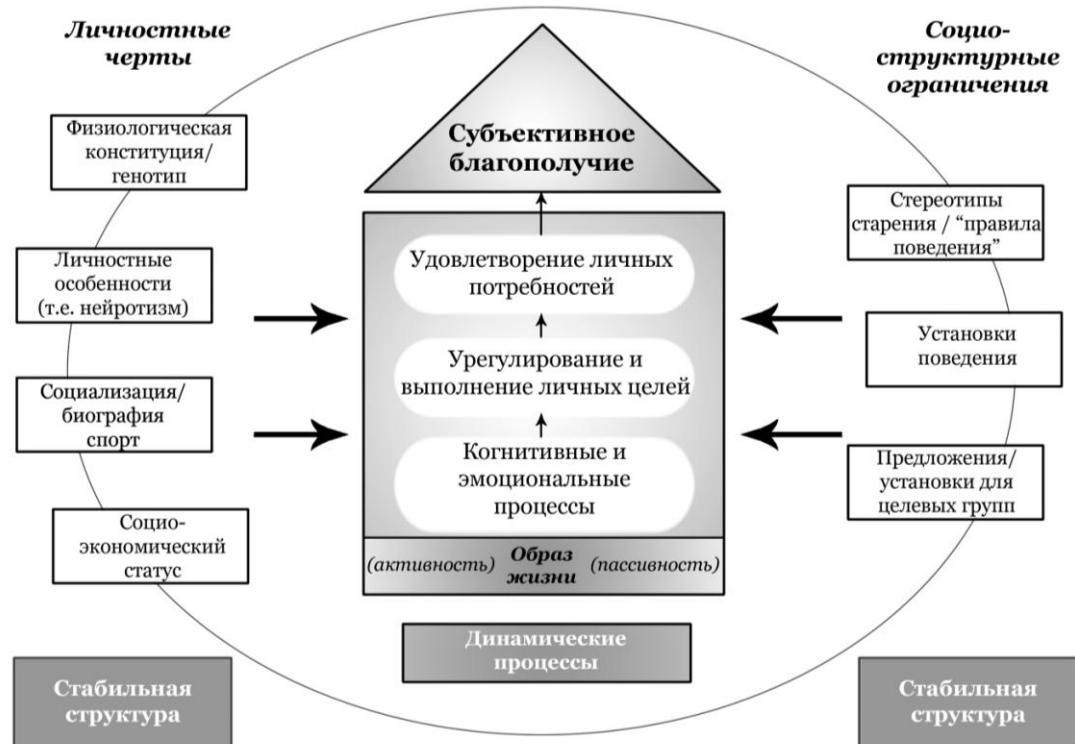 Личностные
черты
Физиологическая
конституция/
генотип
Личностные
особенности
(т.е. нейротизм)
Социализация/
биография
спорт
Социо-
экономический
статус
Стабильная
структура
Субъективное
благополучие
Удовлетворение личных
потребностей
Урегулирование и
выполнение личных целей
Когнитивные и
эмоциональные
процессы
(активность) Образ жизни (пассивность)
Динамические
процессы
Социо-
структурные
ограничения
Стереотипы
старения / “правила
поведения”
Установки
поведения
Предложения/
установки для
целевых групп
Стабильная
структура